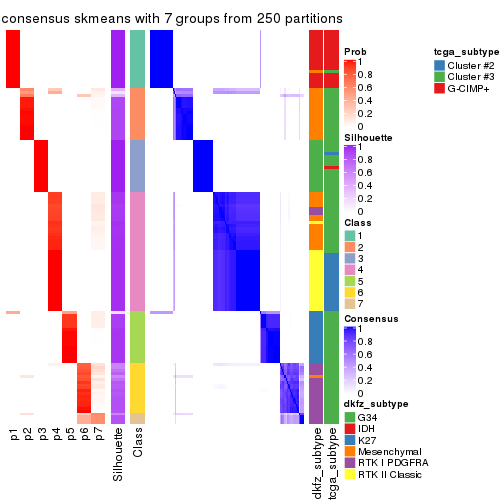 consensus skmeans with 7 groups from 250 partitions
Prob
1
0.8
0.6
0.4
0.2
0
Silhouette
1
0.8
0.6
0.4
0.2
0
Class
1
2
3
4
5
6
7
Consensus
1
0.8
0.6
0.4
0.2
0
dkfz_subtype
G34
IDH
K27
Mesenchymal
RTK I PDGFRA
RTK II Classic
tcga_subtype
Cluster #2
Cluster #3
G-CIMP+
p1
p2
p3
p4
p5
p6
p7
Silhouette
Class
dkfz_subtype
tcga_subtype